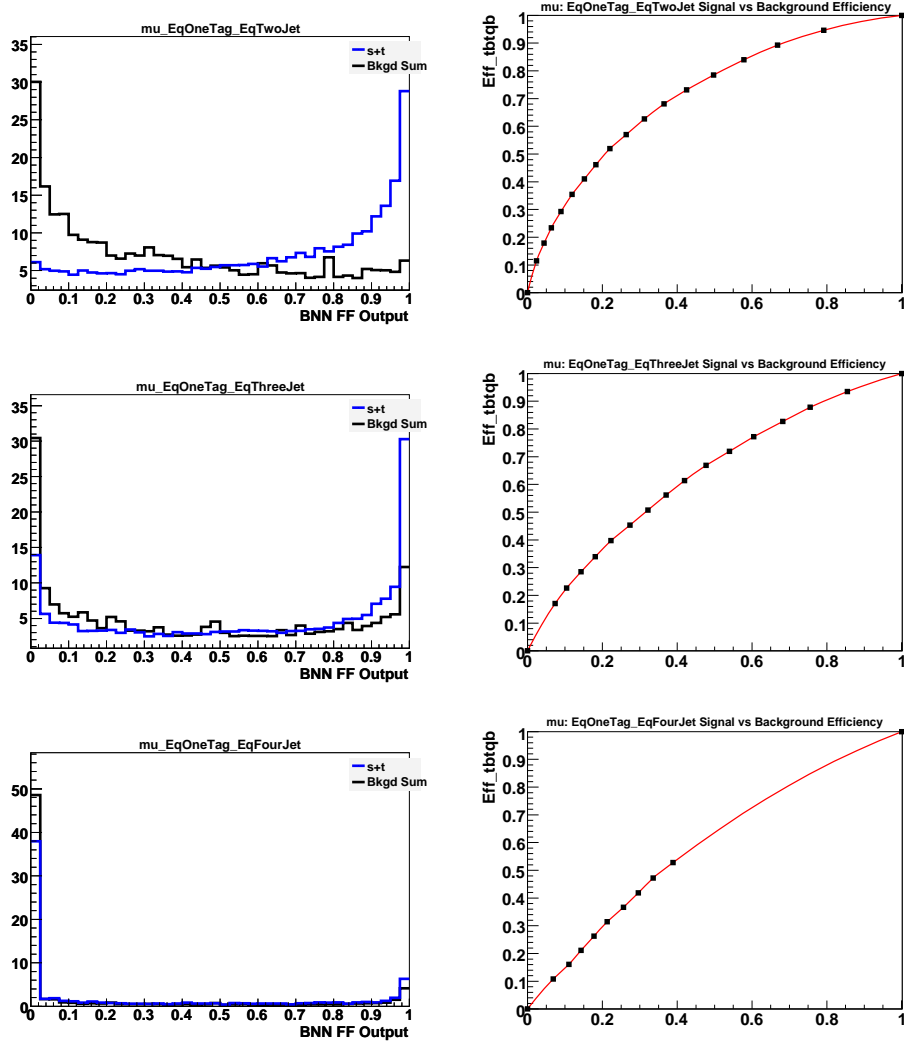 mu_EqOneTag_EqTwoJet
s+t
Bkgd Sum
35
30
25
20
15
10
5
0 0.1 0.2 0.3 0.4 0.5 0.6 0.7 0.8 0.9 1
BNN FF Output
mu: EqOneTag_EqTwoJet Signal vs Background Efficiency
Eff_tbtqb
1
0.9
0.8
0.7
0.6
0.5
0.4
0.3
0.2
0.1
0
0.2 0.4 0.6 0.8 1
mu_EqOneTag_EqThreeJet
s+t
Bkgd Sum
35
30
25
20
15
10
5
0 0.1 0.2 0.3 0.4 0.5 0.6 0.7 0.8 0.9 1
BNN FF Output
mu: EqOneTag_EqThreeJet Signal vs Background Efficiency
Eff_tbtqb
1
0.9
0.8
0.7
0.6
0.5
0.4
0.3
0.2
0.1
0
0.2 0.4 0.6 0.8 1
mu_EqOneTag_EqFourJet
s+t
Bkgd Sum
50
40
30
20
10
0
0 0.1 0.2 0.3 0.4 0.5 0.6 0.7 0.8 0.9 1
BNN FF Output
mu: EqOneTag_EqFourJet Signal vs Background Efficiency
Eff_tbtqb
1
0.9
0.8
0.7
0.6
0.5
0.4
0.3
0.2
0.1
0
0.2 0.4 0.6 0.8 1